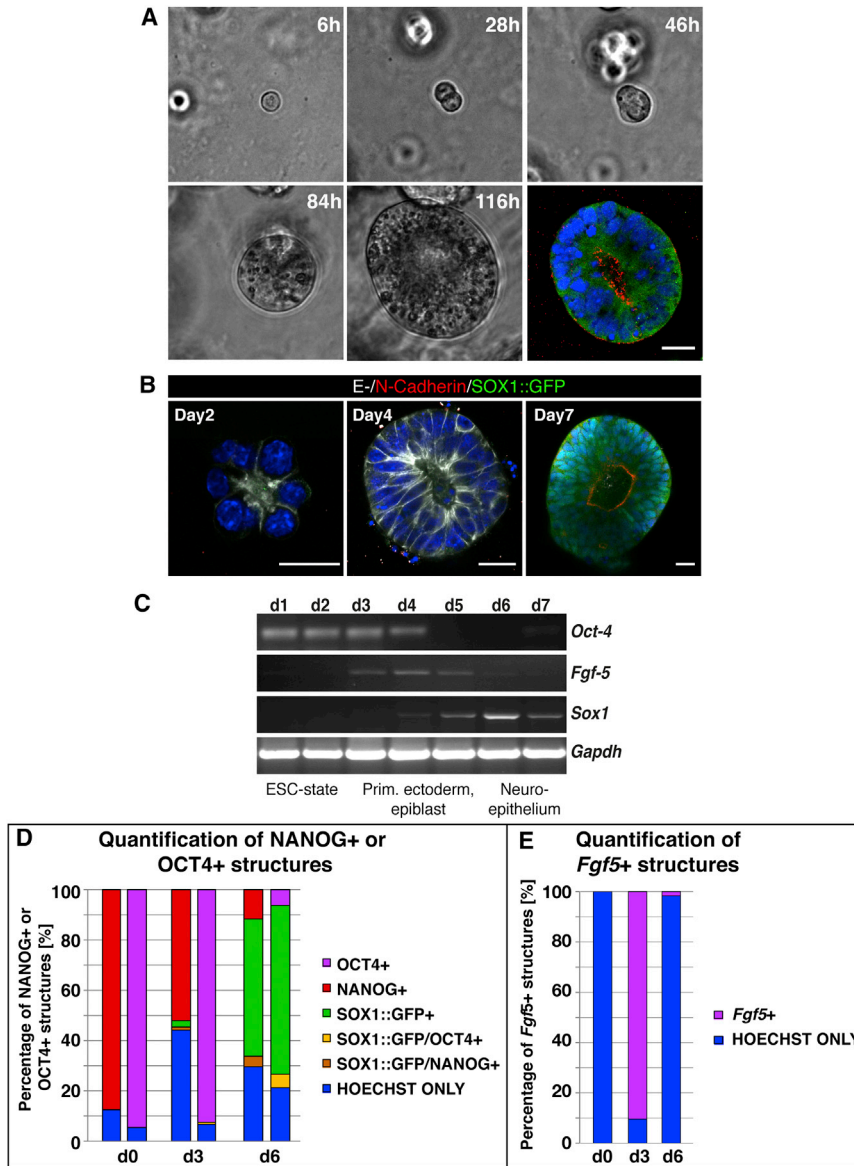 A
6h
28h
46h
84h
116h
B
E-/N-Cadherin/SOX1::GFP
Day2
Day4
Day7
C
d1 d2 d3 d4 d5 d6 d7
Oct-4
Fgf-5
Sox1
Gapdh
ESC-state
Prim. ectoderm,
epiblast
Neuro-
epithelium
D
Quantification of NANOG+ or
OCT4+ structures
Percentage of NANOG+ or
OCT4+ structures [%]
100
80
60
40
20
0
d0
d3
d6
OCT4+
NANOG+
SOX1::GFP+
SOX1::GFP/OCT4+
SOX1::GFP/NANOG+
HOECHST ONLY
E
Quantification of
Fgf5+ structures
Percentage of Fgf5+ structures [%]
100
80
60
40
20
0
d0
d3
d6
Fgf5+
HOECHST ONLY